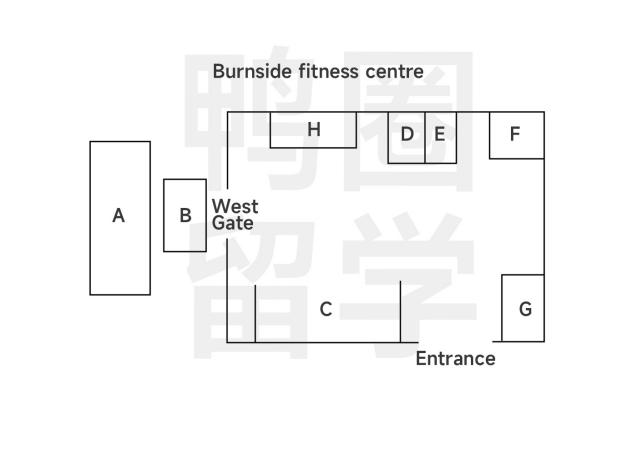 Burnside fitness centre
H
D E
F
A
B
West
Gate
C
G
Entrance
鸭圈
留学